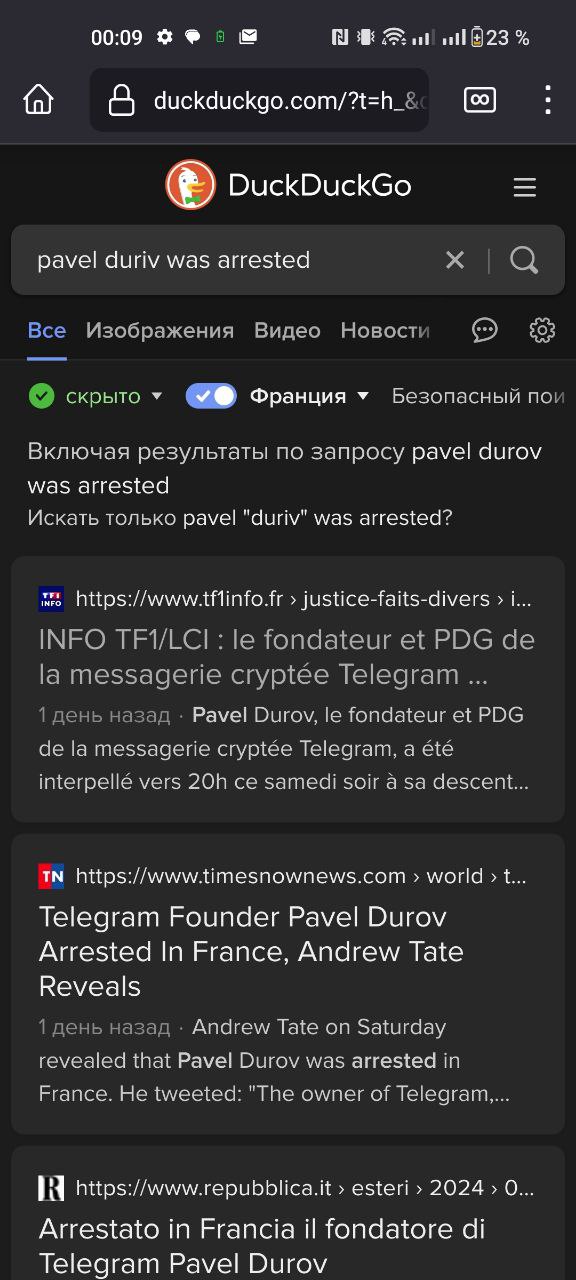 00:09 23 %
duckduckgo.com/?t=h_&
DuckDuckGo
pavel duriv was arrested
Все Изображения Видео Новости
скрыто Франция Безопасный пои
Включая результаты по запросу pavel durov
was arrested
Искать только pavel "duriv" was arrested?
TF1 INFO https://www.tf1info.fr › justice-faits-divers › i...
INFO TF1/LCI : le fondateur et PDG de
la messagerie cryptée Telegram ...
1 день назад · Pavel Durov, le fondateur et PDG
de la messagerie cryptée Telegram, a été
interpellé vers 20h ce samedi soir à sa descent...
TN https://www.timesnownews.com › world › t...
Telegram Founder Pavel Durov
Arrested In France, Andrew Tate
Reveals
1 день назад · Andrew Tate on Saturday
revealed that Pavel Durov was arrested in
France. He tweeted: "The owner of Telegram,...
R https://www.repubblica.it › esteri › 2024 › 0...
Arrestato in Francia il fondatore di
Telegram Pavel Durov